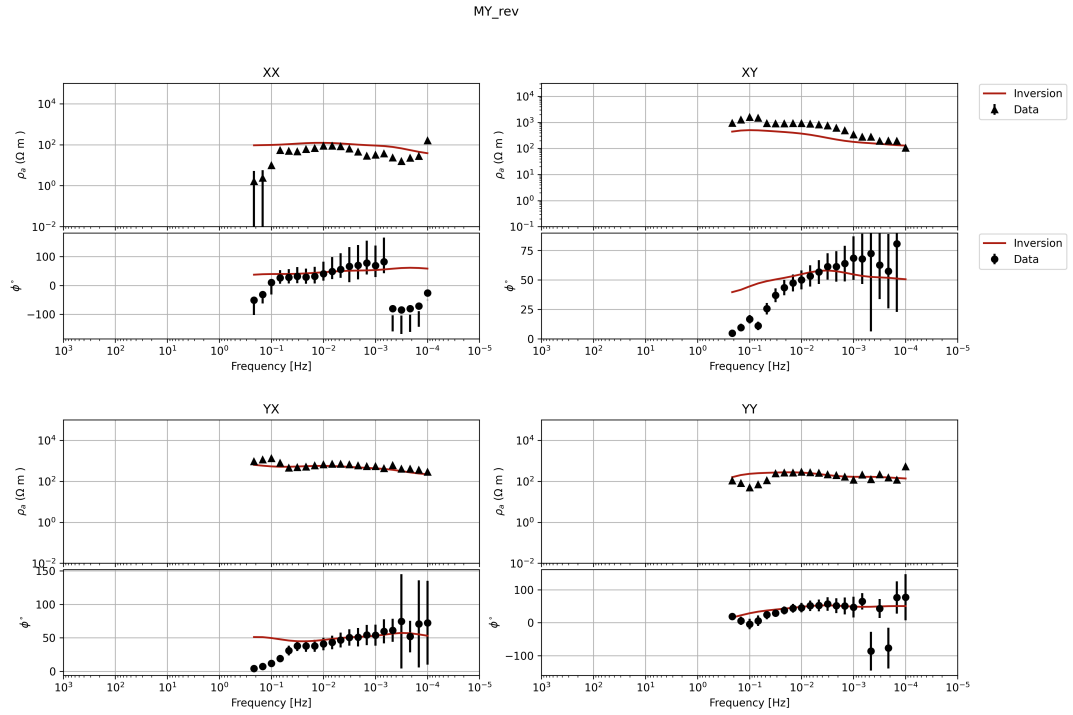 MY_rev
XX
XY
ρₐ (Ω m )
10⁴
10²
10⁰
10⁻²
ρₐ (Ω m )
10⁴
10³
10²
10¹
10⁰
10⁻¹
Inversion
Data
ϕ°
100
0
−100
10³ 10² 10¹ 10⁰ 10⁻¹ 10⁻² 10⁻³ 10⁻⁴ 10⁻⁵
Frequency [Hz]
ϕ°
75
50
25
0
10³ 10² 10¹ 10⁰ 10⁻¹ 10⁻² 10⁻³ 10⁻⁴ 10⁻⁵
Frequency [Hz]
Inversion
Data
YX
YY
ρₐ (Ω m )
10⁴
10²
10⁰
10⁻²
ρₐ (Ω m )
10⁴
10²
10⁰
10⁻²
ϕ°
150
100
50
0
10³ 10² 10¹ 10⁰ 10⁻¹ 10⁻² 10⁻³ 10⁻⁴ 10⁻⁵
Frequency [Hz]
ϕ°
100
0
−100
10³ 10² 10¹ 10⁰ 10⁻¹ 10⁻² 10⁻³ 10⁻⁴ 10⁻⁵
Frequency [Hz]